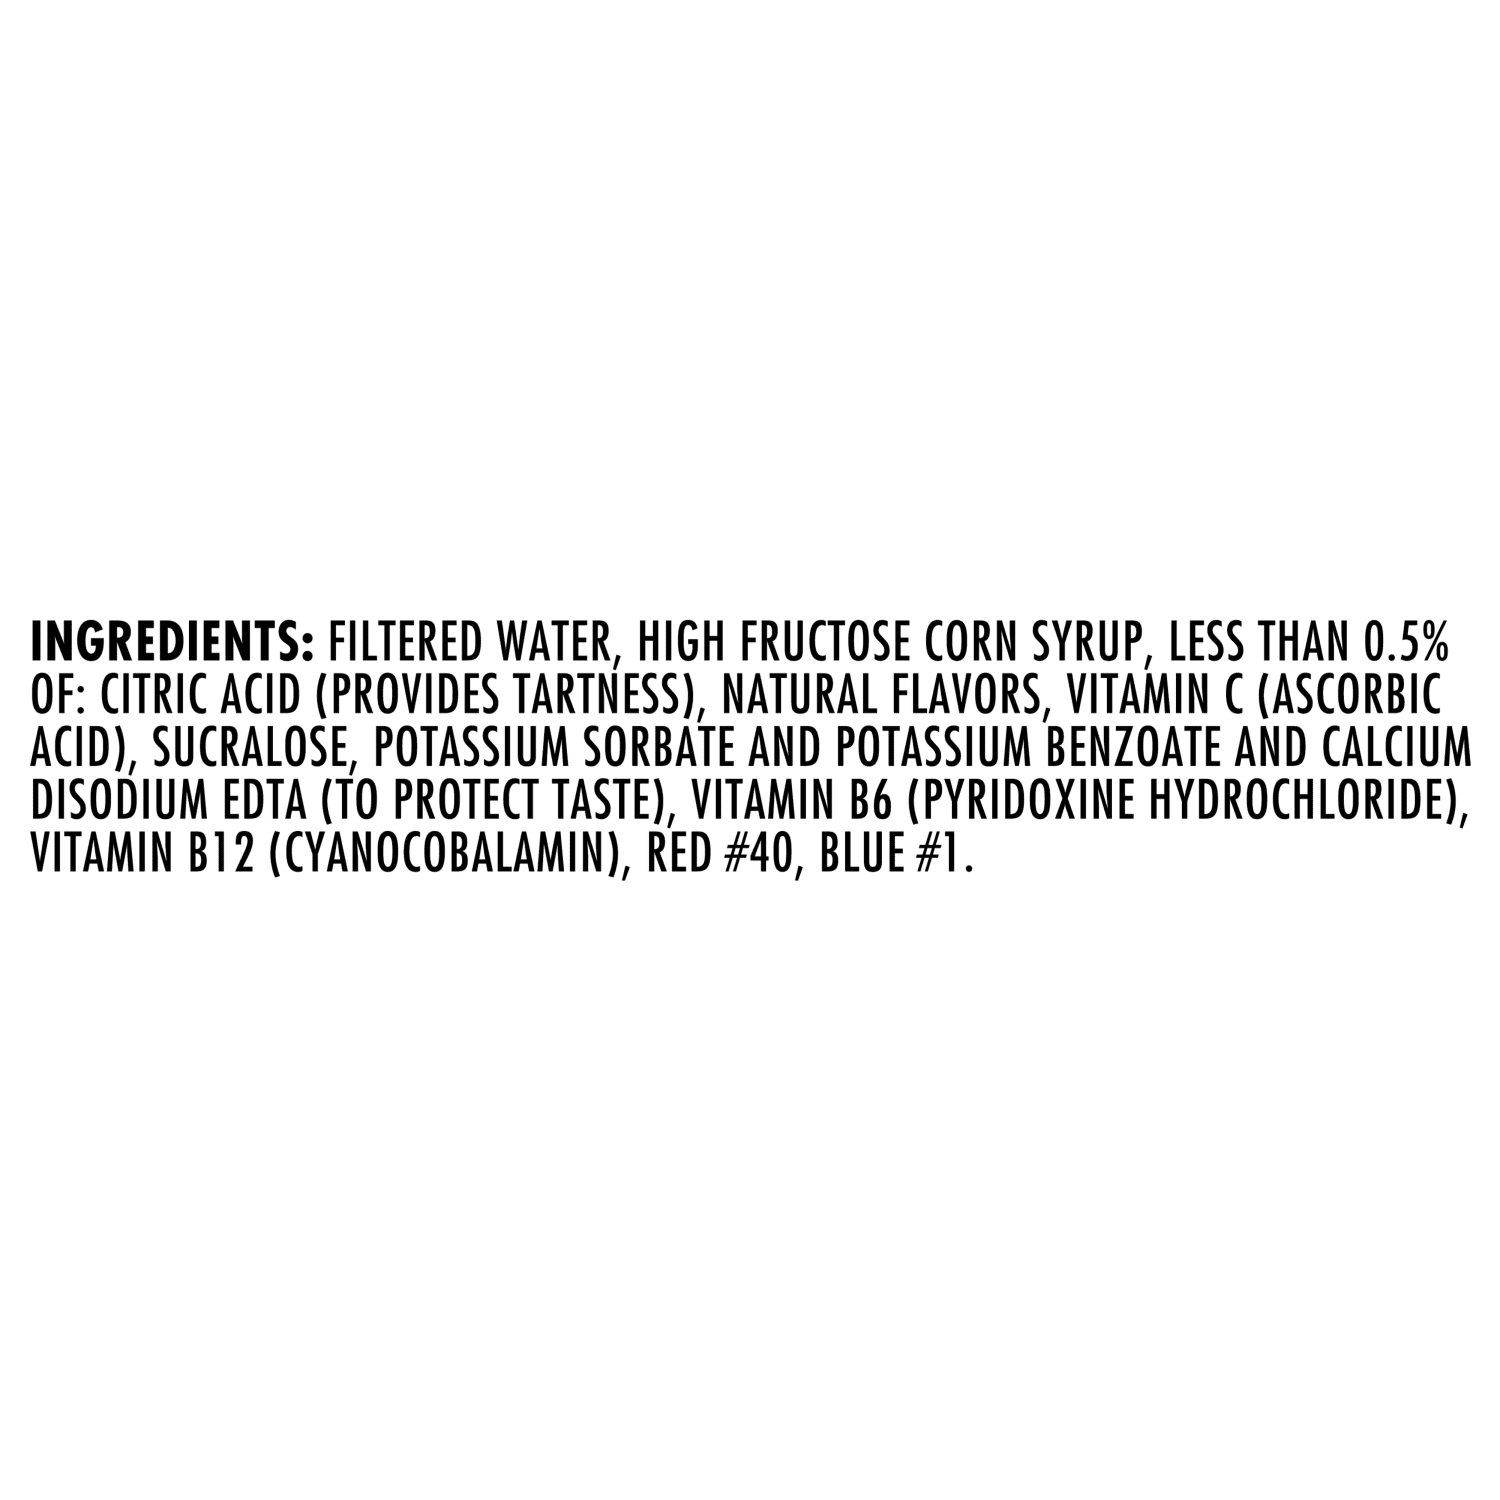 INGREDIENTS: FILTERED WATER, HIGH FRUCTOSE CORN SYRUP, LESS THAN 0.5%
OF: CITRIC ACID (PROVIDES TARTNESS), NATURAL FLAVORS, VITAMIN C (ASCORBIC
ACID), SUCRALOSE, POTASSIUM SORBATE AND POTASSIUM BENZOATE AND CALCIUM
DISODIUM EDTA (TO PROTECT TASTE), VITAMIN B6 (PYRIDOXINE HYDROCHLORIDE),
VITAMIN B12 (CYANOCOBALAMIN), RED #40, BLUE #1.